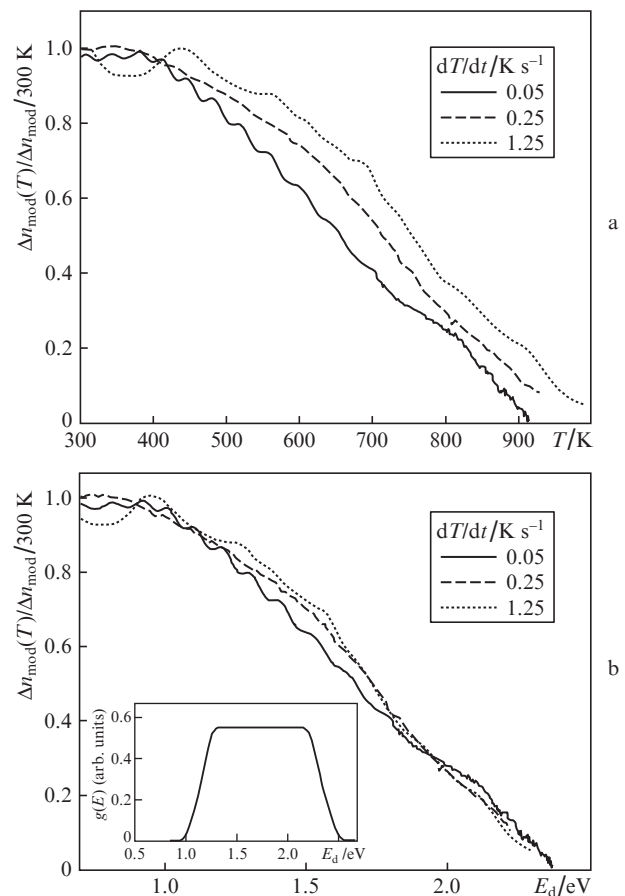 Δn_mod(T)/Δn_mod/300 K
1.0
0.8
0.6
0.4
0.2
0
300 400 500 600 700 800 900 T/K
dT/dt/K s⁻¹
0.05
0.25
1.25
a
Δn_mod(T)/Δn_mod/300 K
1.0
0.8
0.6
0.4
0.2
0
1.0 1.5 2.0 E_d/eV
dT/dt/K s⁻¹
0.05
0.25
1.25
b
g(E) (arb. units)
0.6
0.4
0.2
0
0.5 1.0 1.5 2.0 E_d/eV